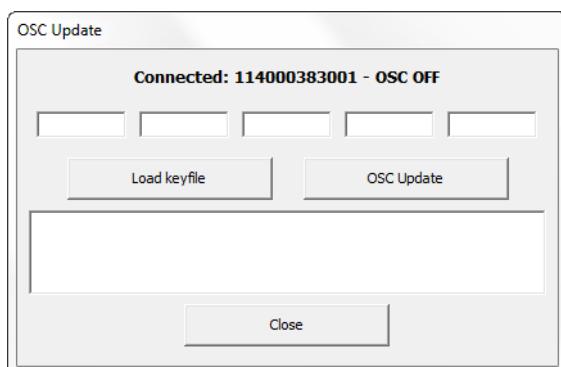 OSC Update
Connected: 114000383001 - OSC OFF
Load keyfile OSC Update
Close